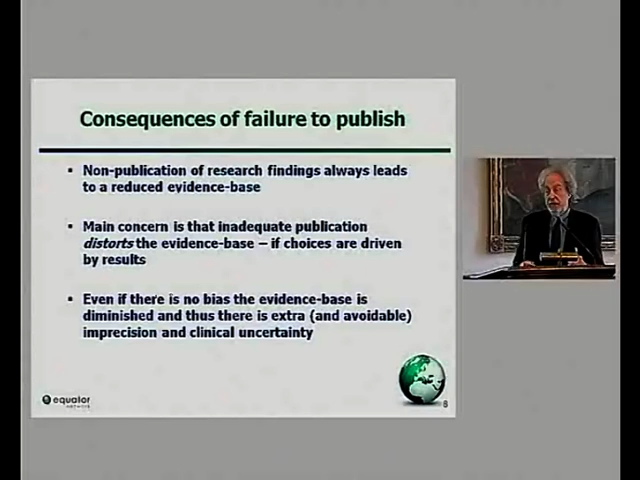 Consequences of failure to publish
▪ Non-publication of research findings always leads
to a reduced evidence-base
▪ Main concern is that inadequate publication
distorts the evidence-base – if choices are driven
by results
▪ Even if there is no bias the evidence-base is
diminished and thus there is extra (and avoidable)
imprecision and clinical uncertainty
equator
network
8